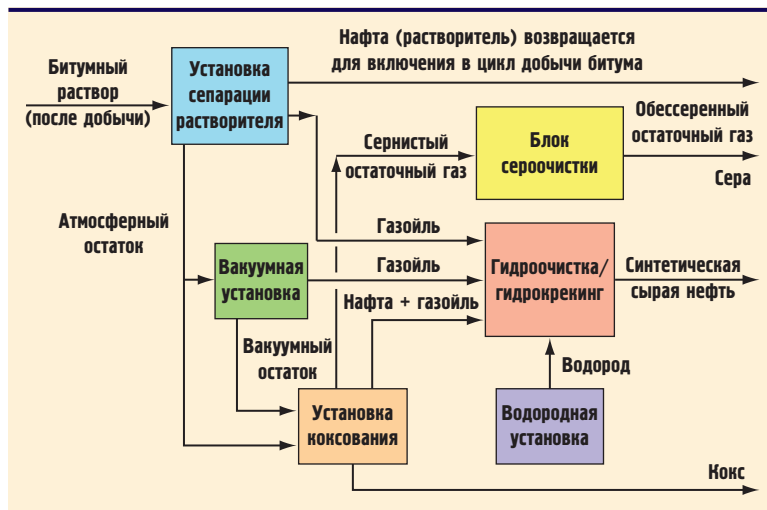 Нафта (растворитель) возвращается
для включения в цикл добычи битума
Битумный
раствор
(после добычи)
Установка
сепарации
растворителя
Сернистый
остаточный газ
Блок
сероочистки
Обессеренный
остаточный газ
Сера
Атмосферный
остаток
Газойль
Вакуумная
установка
Газойль
Нафта + газойль
Гидроочистка/
гидрокрекинг
Синтетическая
сырая нефть
Вакуумный
остаток
Водород
Установка
коксования
Водородная
установка
Кокс